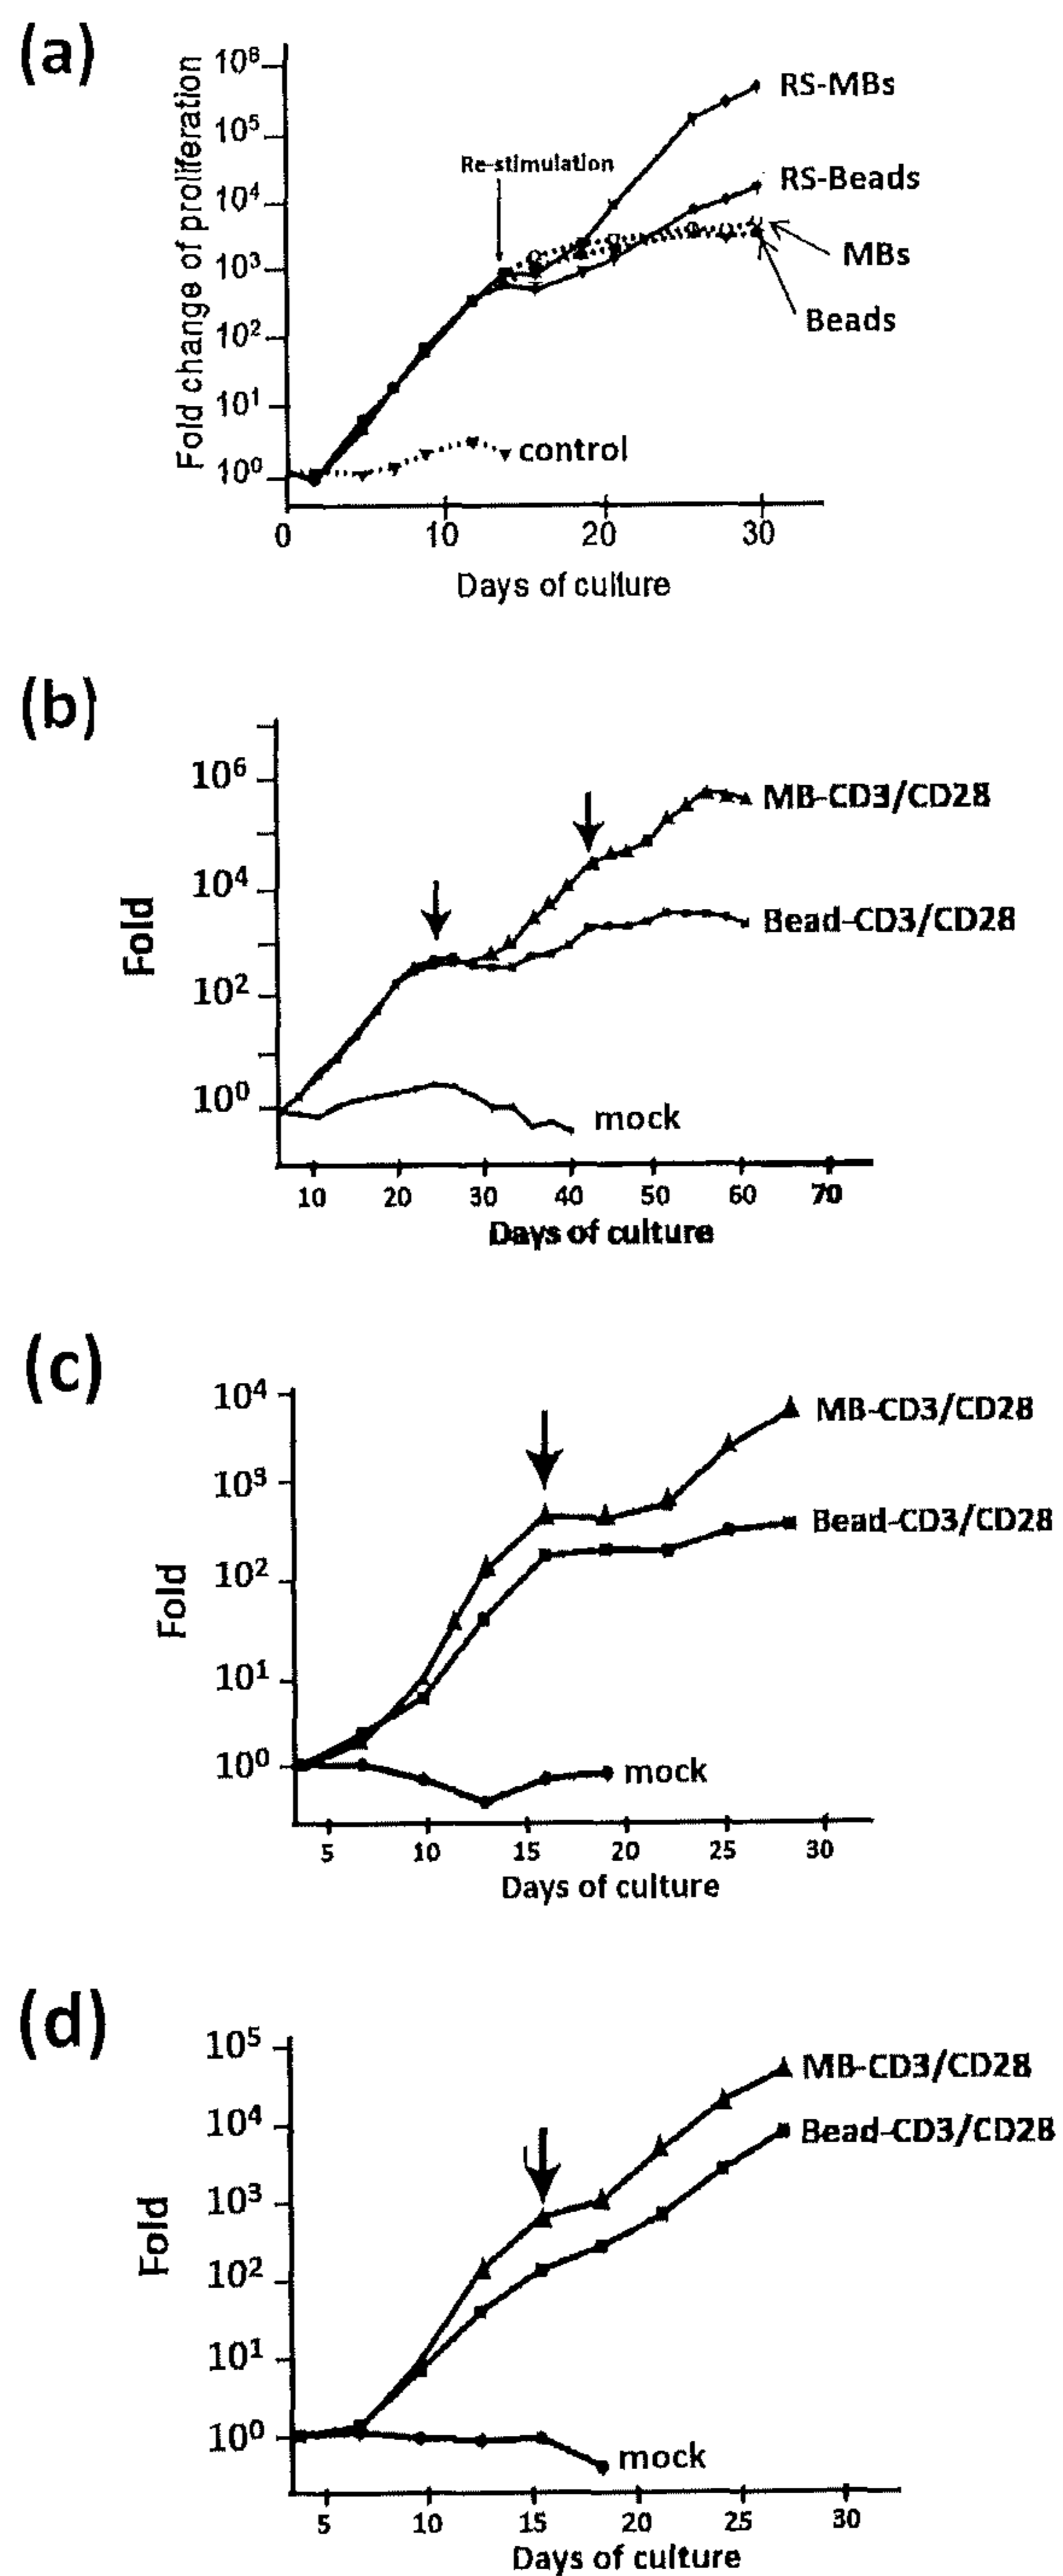 (a)
Fold change of proliferation
10⁸
10⁵
10⁴
10³
10²
10¹
10⁰
Re-stimulation
RS-MBs
RS-Beads
MBs
Beads
control
0 10 20 30
Days of culture
(b)
Fold
10⁶
10⁴
10²
10⁰
MB-CD3/CD28
Bead-CD3/CD28
mock
10 20 30 40 50 60 70
Days of culture
(c)
Fold
10⁴
10³
10²
10¹
10⁰
MB-CD3/CD28
Bead-CD3/CD28
mock
5 10 15 20 25 30
Days of culture
(d)
Fold
10⁵
10⁴
10³
10²
10¹
10⁰
MB-CD3/CD28
Bead-CD3/CD28
mock
5 10 15 20 25 30
Days of culture